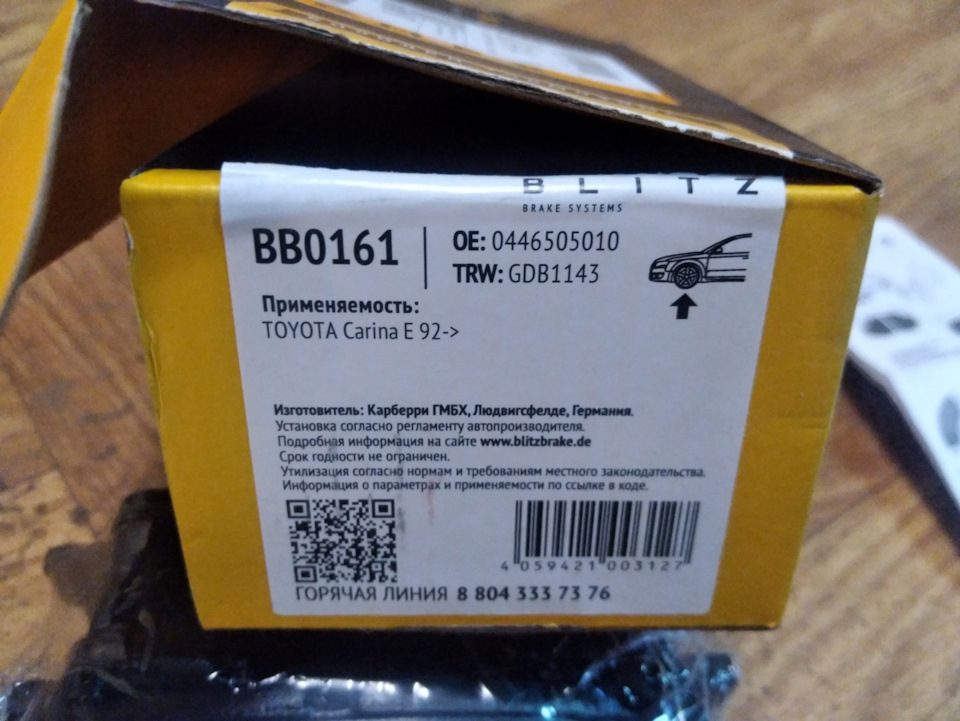 BLITZ
BRAKE SYSTEMS
BB0161
OE: 0446505010
TRW: GDB1143
Применяемость:
TOYOTA Carina E 92->
Изготовитель: Карберри ГМБХ, Людвигсфельде, Германия.
Установка согласно регламенту автопроизводителя.
Подробная информация на сайте www.blitzbrake.de
Срок годности не ограничен.
Утилизация согласно нормам и требованиям местного законодательства.
Информация о параметрах и применяемости по ссылке в коде.
4 059421 003127
ГОРЯЧАЯ ЛИНИЯ 8 804 333 73 76